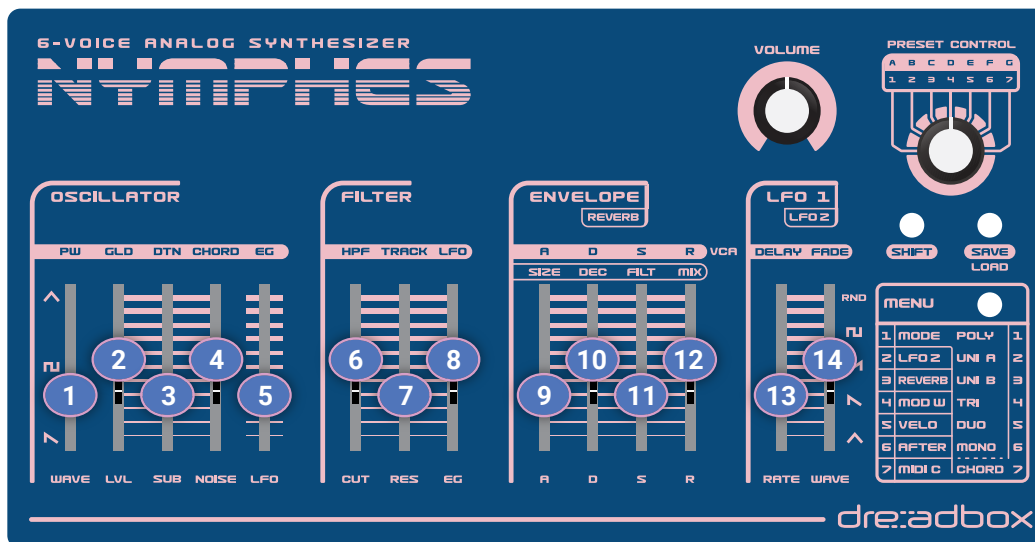 6-VOICE ANALOG SYNTHESIZER
NYMPHES
VOLUME
PRESET CONTROL
A B C D E F G
1 2 3 4 5 6 7
OSCILLATOR
FILTER
ENVELOPE
REVERB
LFO 1
LFO 2
SHIFT
SAVE
LOAD
PW GLD DTN CHORD EG
HPF TRACK LFO
A D S R VCA
SIZE DEC FILT MIX
DELAY FADE
RND
1 2 3 4 5 6 7 8 9 10 11 12 13 14
WAVE LVL SUB NOISE LFO
CUT RES EG
A D S R
RATE WAVE
MENU
1 MODE POLY 1
2 LFO 2 UNI A 2
3 REVERB UNI B 3
4 MOD W TRI 4
5 VELO DUO 5
6 AFTER MONO 6
7 MIDI C CHORD 7
dreadbox